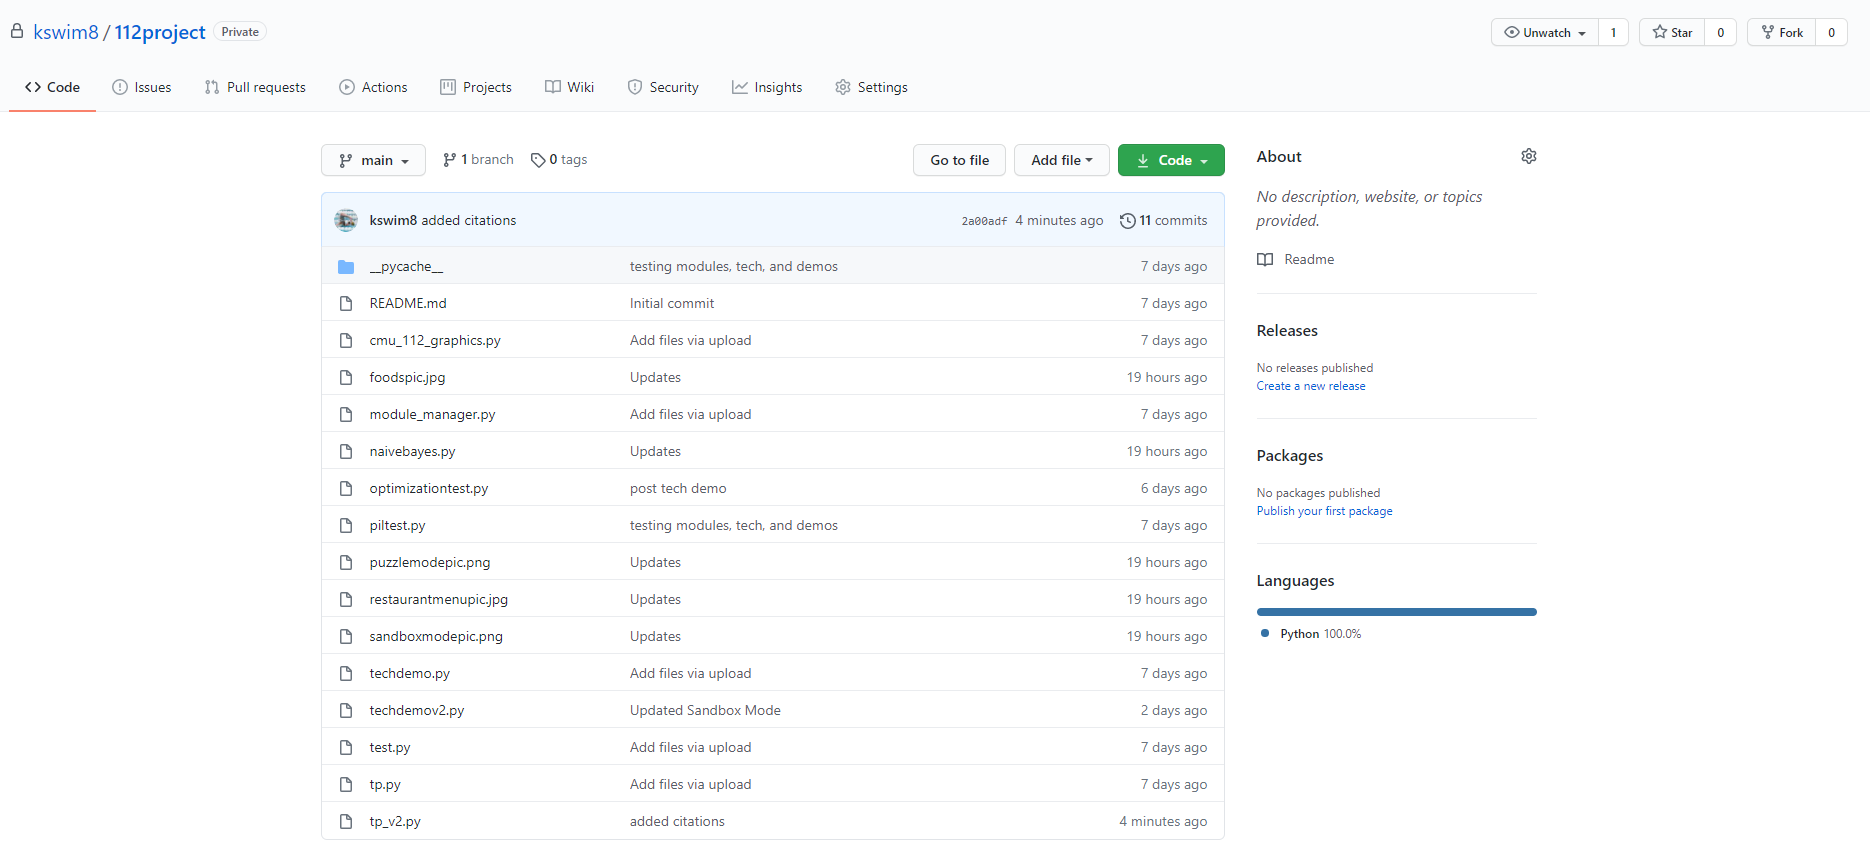 kswim8 / 112project Private
Unwatch 1 Star 0 Fork 0
Code Issues Pull requests Actions Projects Wiki Security Insights Settings
main 1 branch 0 tags Go to file Add file Code
kswim8 added citations 2a00adf 4 minutes ago 11 commits
__pycache__ testing modules, tech, and demos 7 days ago
README.md Initial commit 7 days ago
cmu_112_graphics.py Add files via upload 7 days ago
foodspic.jpg Updates 19 hours ago
module_manager.py Add files via upload 7 days ago
naivebayes.py Updates 19 hours ago
optimizationtest.py post tech demo 6 days ago
piltest.py testing modules, tech, and demos 7 days ago
puzzlemodepic.png Updates 19 hours ago
restaurantmenupic.jpg Updates 19 hours ago
sandboxmodepic.png Updates 19 hours ago
techdemo.py Add files via upload 7 days ago
techdemov2.py Updated Sandbox Mode 2 days ago
test.py Add files via upload 7 days ago
tp.py Add files via upload 7 days ago
tp_v2.py added citations 4 minutes ago
About
No description, website, or topics
provided.
Readme
Releases
No releases published
Create a new release
Packages
No packages published
Publish your first package
Languages
Python 100.0%